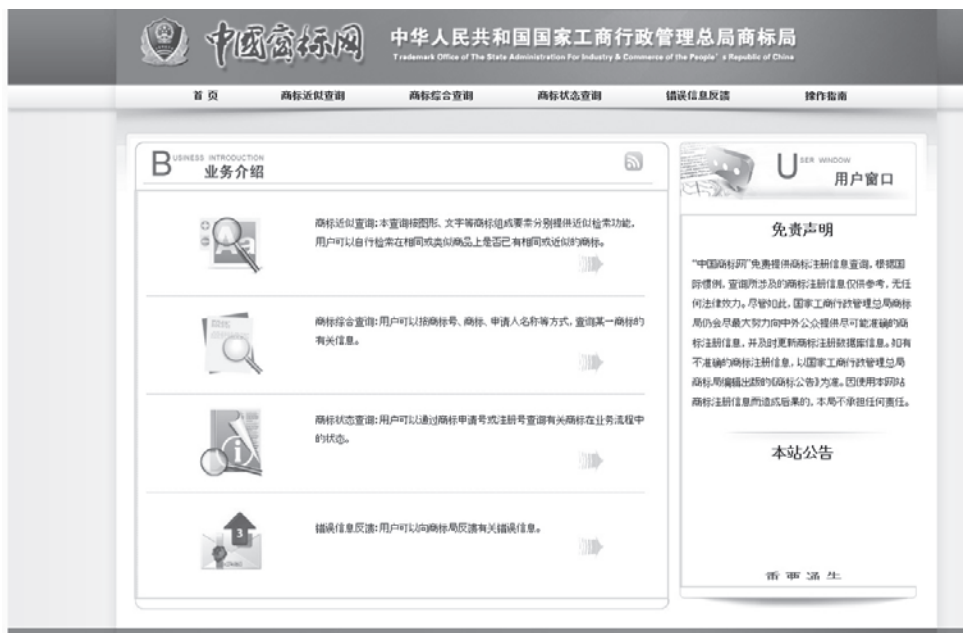 中国商标网
中华人民共和国国家工商行政管理总局商标局
Trademark Office of The State Administration For Industry & Commerce of the People's Republic of China
首 页 商标近似查询 商标综合查询 商标状态查询 错误信息反馈 操作指南
BUSINESS INTRODUCTION
业务介绍
商标近似查询:本查询按图形、文字等商标组成要素分别提供近似检索功能,
用户可以自行检索在相同或类似商品上是否已有相同或近似的商标。
商标综合查询:用户可以按商标号、商标、申请人名称等方式,查询某一商标的
有关信息。
商标状态查询:用户可以通过商标申请号或注册号查询有关商标在业务流程中
的状态。
3
错误信息反馈:用户可以向商标局反馈有关错误信息。
USER WINDOW
用户窗口
免责声明
“中国商标网”免费提供商标注册信息查询,根据国
际惯例,查询所涉及的商标注册信息仅供参考,无任
何法律效力。尽管如此,国家工商行政管理总局商标
局仍会尽最大努力向中外公众提供尽可能准确的商
标注册信息,并及时更新商标注册数据库信息。如有
不准确的商标注册信息,以国家工商行政管理总局
商标局编辑出版的《商标公告》为准。因使用本网站
商标注册信息而造成后果的,本局不承担任何责任。
本站公告